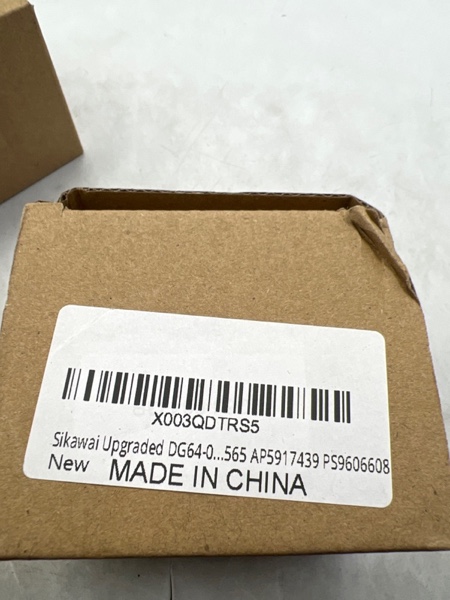 X003QDTRS5
Sikawai Upgraded DG64-0...565 AP5917439 PS9606608
New MADE IN CHINA